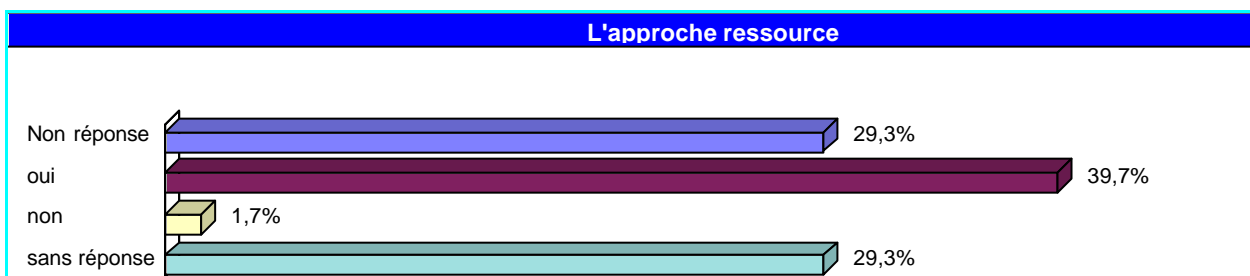 L'approche ressource
Non réponse 29,3%
oui 39,7%
non 1,7%
sans réponse 29,3%